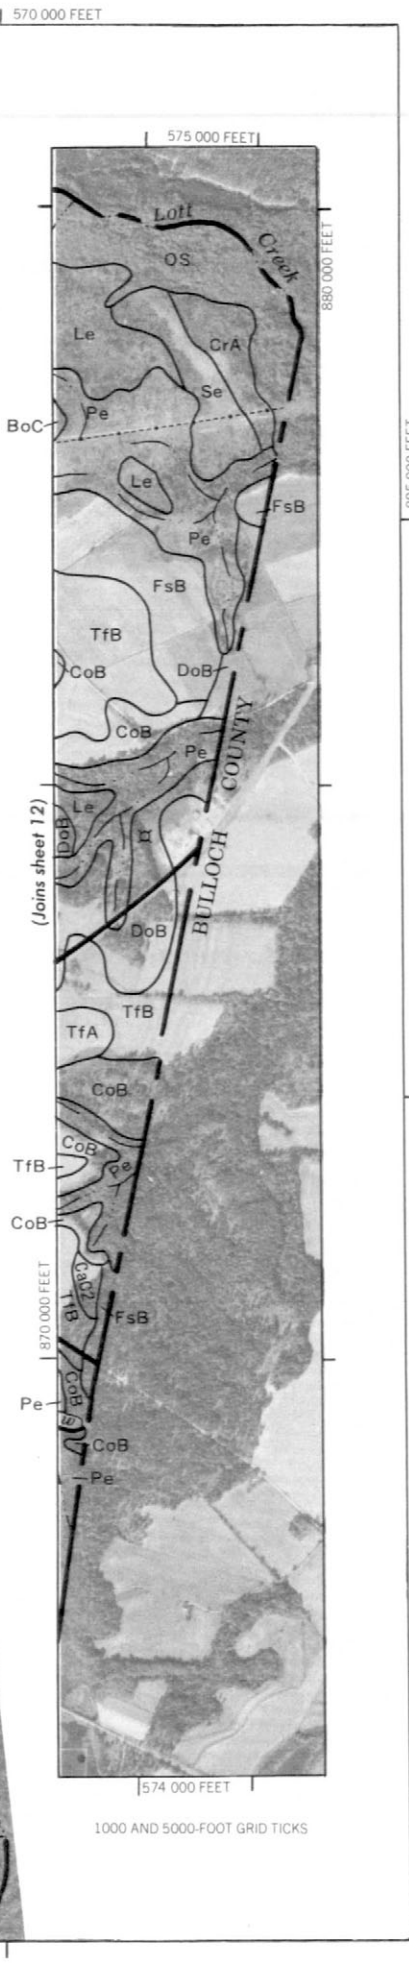 570 000 FEET
575 000 FEET
Lott
Creek
880 000 FEET
OS
Le
CrA
Se
BoC
Pe
Le
FsB
Pe
FsB
TfB
CoB
DoB
CoB
Pe
BULLOCH COUNTY
Le
DoB
(Joins sheet 12)
DoB
TfB
TfA
CoB
CoB
TfB
Pe
CoB
CaC2
TfB
FsB
870 000 FEET
CoB
Pe
CoB
Pe
574 000 FEET
1000 AND 5000-FOOT GRID TICKS